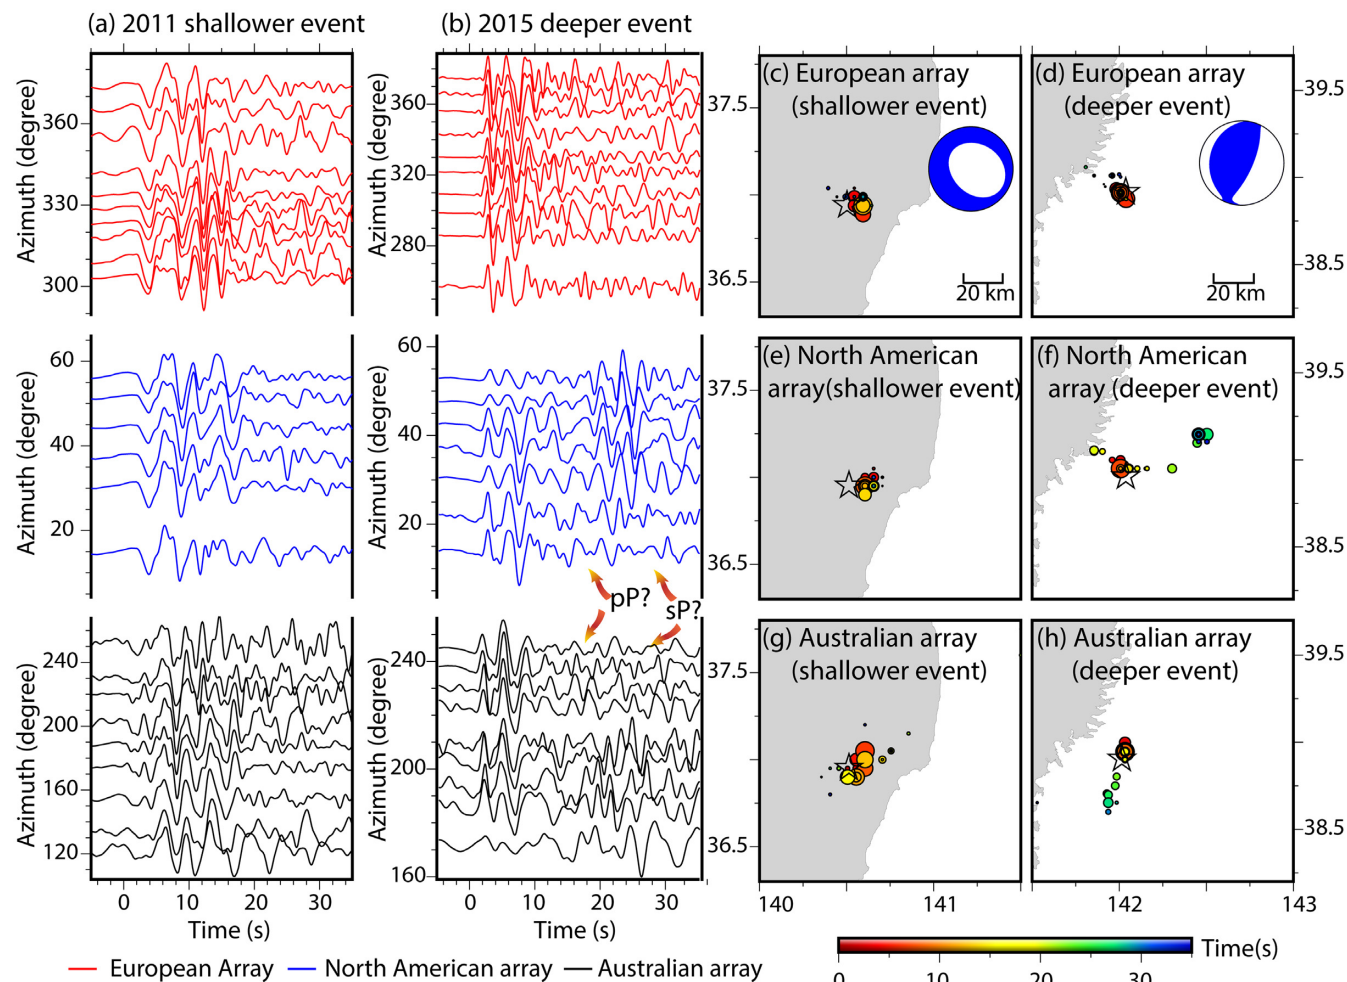 (a) 2011 shallower event
(b) 2015 deeper event
Azimuth (degree)
360
330
300
Azimuth (degree)
360
320
280
Azimuth (degree)
60
40
20
Azimuth (degree)
60
40
20
pP?
sP?
Azimuth (degree)
240
200
160
120
Azimuth (degree)
240
200
160
0 10 20 30
Time (s)
0 10 20 30
Time (s)
European Array North American array Australian array
(c) European array
(shallower event)
37.5
36.5
20 km
(d) European array
(deeper event)
39.5
38.5
20 km
(e) North American
array(shallower event)
37.5
36.5
(f) North American
array (deeper event)
39.5
38.5
(g) Australian array
(shallower event)
37.5
36.5
140 141
(h) Australian array
(deeper event)
39.5
38.5
142 143
Time(s)
0 10 20 30